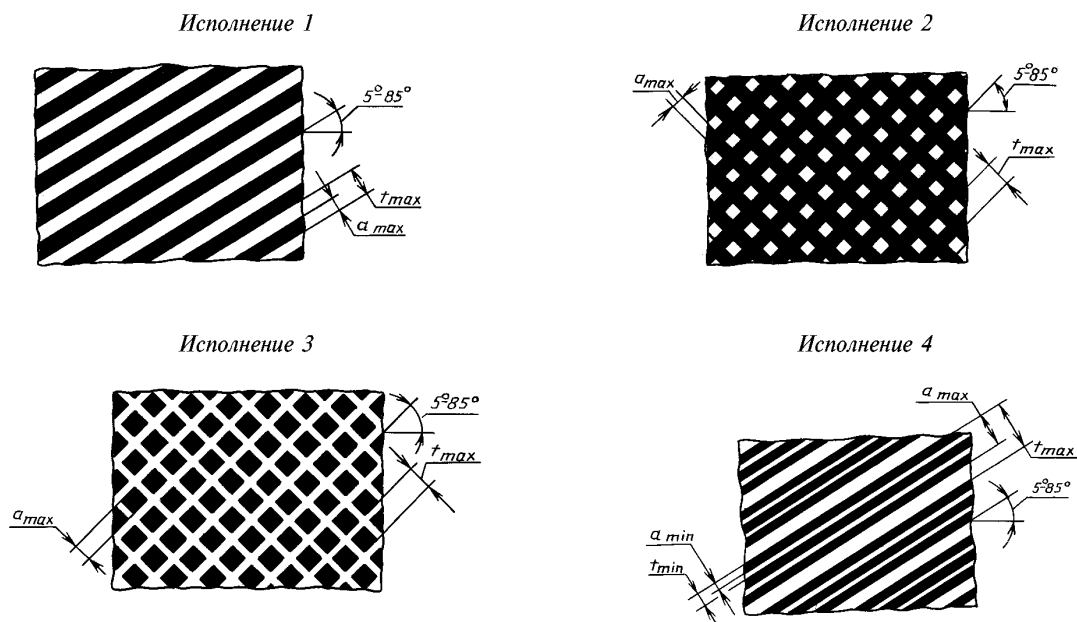 Исполнение 1
5°-85°
t max
a max
Исполнение 2
a max
5°-85°
t max
Исполнение 3
5°85°
t max
a max
Исполнение 4
a max
t max
5°85°
a min
t min